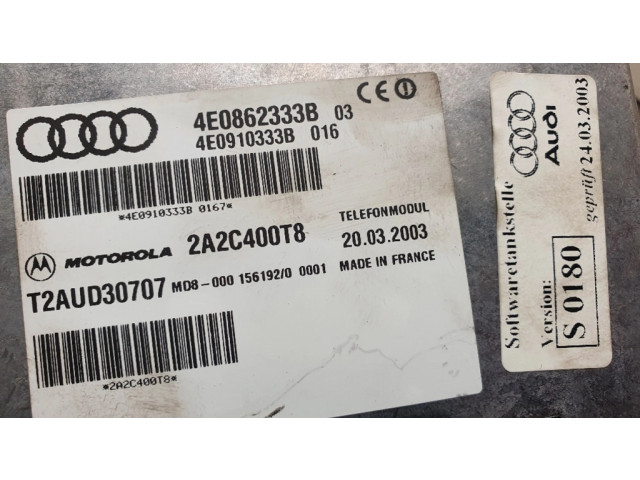 4E0862333B 03
4E0910333B 016
CE
*4E0910333B 0167*
MOTOROLA 2A2C400T8
TELEFONMODUL
20.03.2003
T2AUD30707 MD8-000 156192/0 0001
MADE IN FRANCE
*2A2C400T8*
Softwaretankstelle
Version:
S 0180
Audi
geprüft 24.03.2003